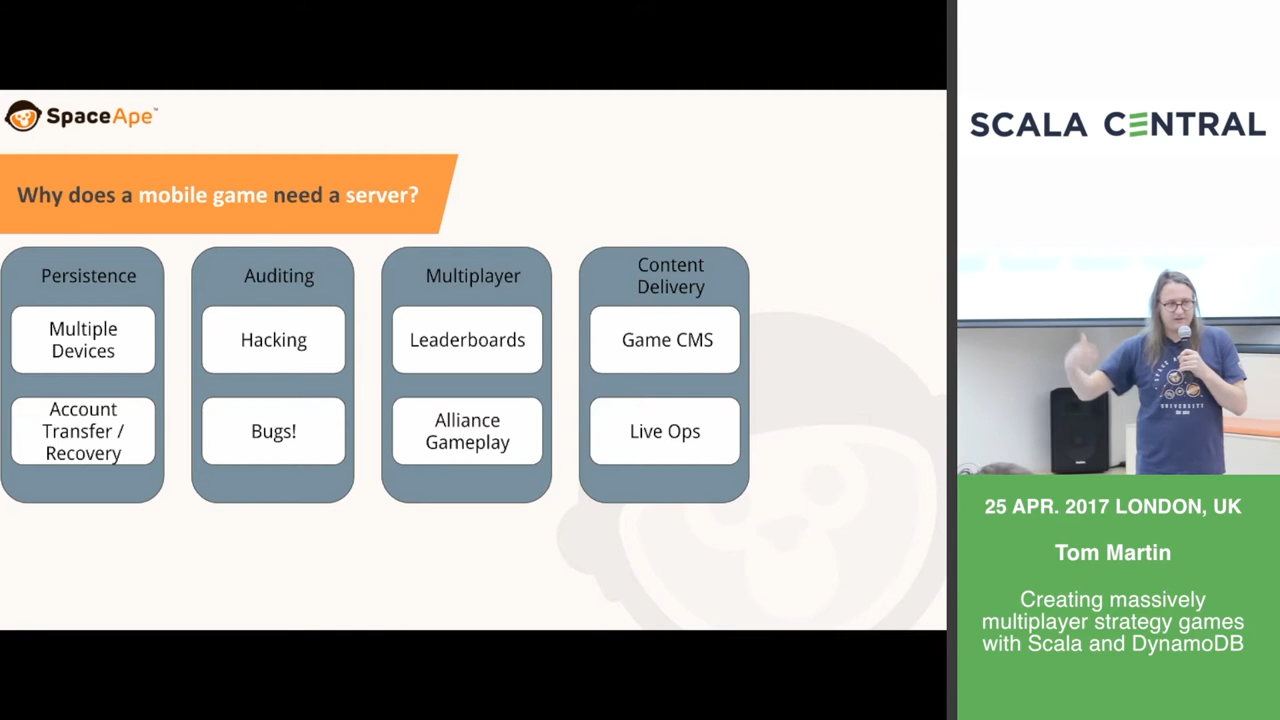 SpaceApe™
Why does a mobile game need a server?
Persistence
Multiple
Devices
Account
Transfer /
Recovery
Auditing
Hacking
Bugs!
Multiplayer
Leaderboards
Alliance
Gameplay
Content
Delivery
Game CMS
Live Ops
SCALA CENTRAL
UNIVERSITY
25 APR. 2017 LONDON, UK
Tom Martin
Creating massively
multiplayer strategy games
with Scala and DynamoDB